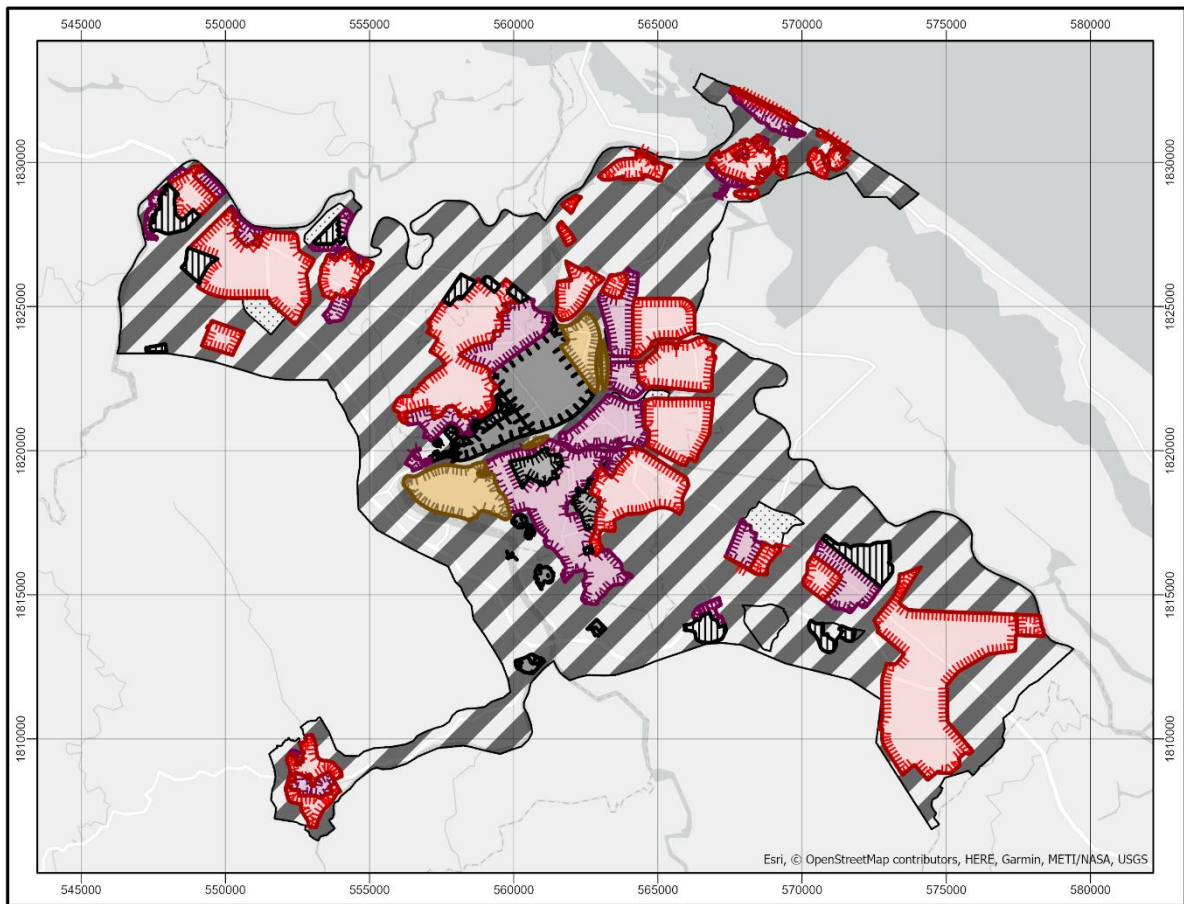 545000 550000 555000 560000 565000 570000 575000 580000
1830000 1830000
1825000 1825000
1820000 1820000
1815000 1815000
1810000 1810000
Esri, © OpenStreetMap contributors, HERE, Garmin, METI/NASA, USGS
545000 550000 555000 560000 565000 570000 575000 580000